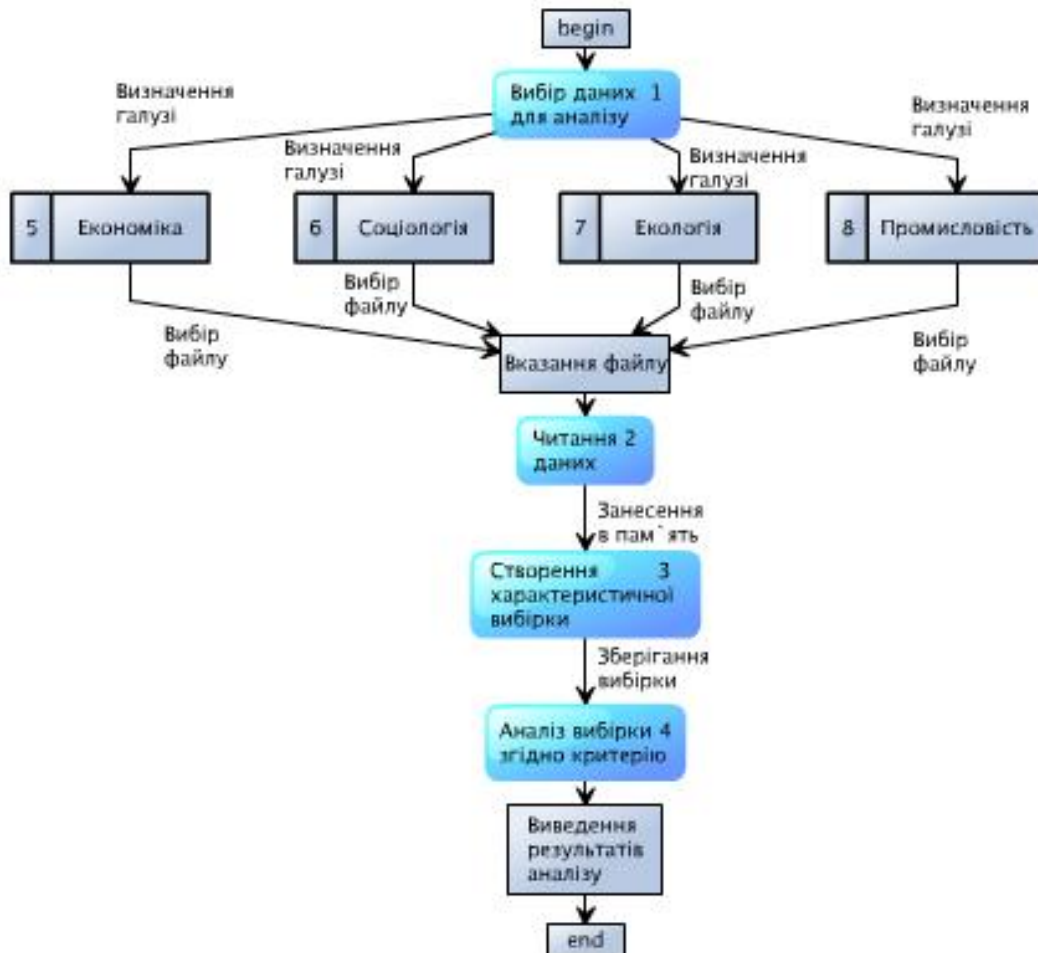 begin
Вибір даних 1
для аналізу
Визначення
галузі
Визначення
галузі
Визначення
галузі
Визначення
галузі
5 Економіка
6 Соціологія
7 Екологія
8 Промисловість
Вибір
файлу
Вибір
файлу
Вибір
файлу
Вибір
файлу
Вказання файлу
Читання 2
даних
Занесення
в пам`ять
Створення 3
характеристичної
вибірки
Зберігання
вибірки
Аналіз вибірки 4
згідно критерію
Виведення
результатів
аналізу
end